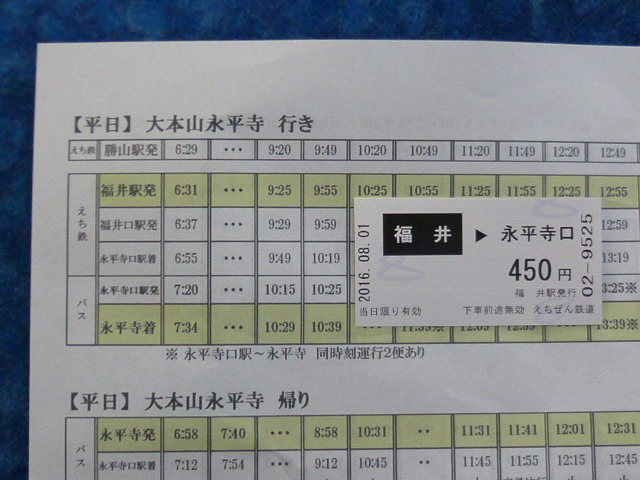 【平日】 大本山永平寺 行き
えち鉄 勝山駅発 6:29 ・・・ 9:20 9:49 10:20 10:49 11:20 11:49 12:20 12:49
えち鉄 福井駅発 6:31 ・・・ 9:25 9:55 10:25 10:55 11:25 11:55 12:25 12:55
福井口駅発 6:37 ・・・ 9:29 9:59 12:59
永平寺口駅着 6:55 ・・・ 9:49 10:19 13:19
バス 永平寺口駅発 7:20 ・・・ 10:15 10:25 13:25※
永平寺着 7:34 ・・・ 10:29 10:39 13:39※
※ 永平寺口駅～永平寺 同時刻運行2便あり
2016.08.01
福井 ▶ 永平寺口
450円
福 井駅発行
当日限り有効 下車前途無効 えちぜん鉄道
02-9525
【平日】 大本山永平寺 帰り
バス 永平寺発 6:58 7:40 ・・・ 8:58 10:31 ・・ 11:31 11:41 12:01 12:31
永平寺口駅着 7:12 7:54 ・・・ 9:12 10:45 ・・ 11:45 11:55 12:15 12:45